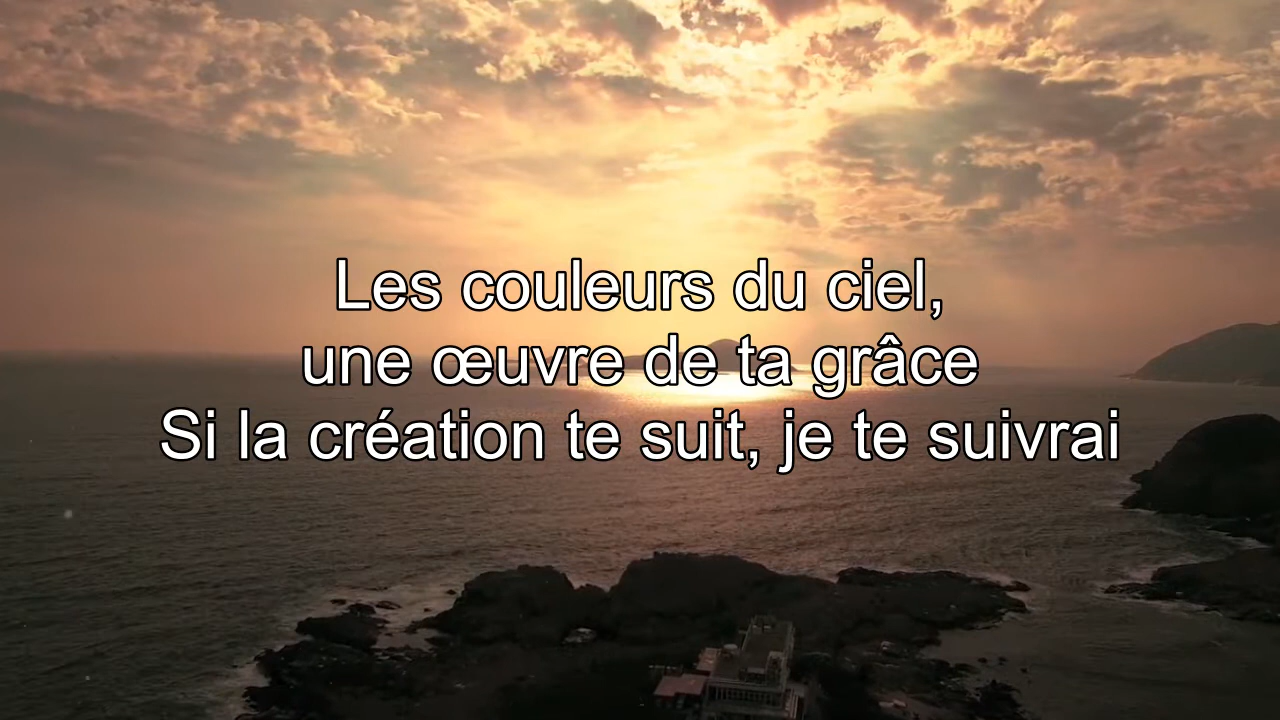 Les couleurs du ciel,
une œuvre de ta grâce
Si la création te suit, je te suivrai